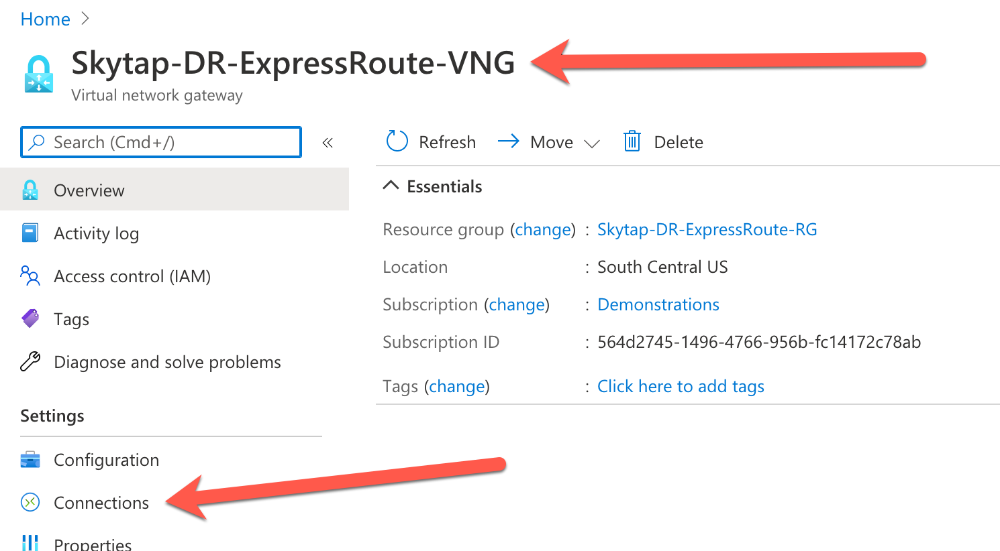 Home
Skytap-DR-ExpressRoute-VNG
Virtual network gateway
Search (Cmd+/)
«
Refresh
Move
Delete
Overview
Activity log
Access control (IAM)
Tags
Diagnose and solve problems
Settings
Configuration
Connections
Properties
Essentials
Resource group (change) : Skytap-DR-ExpressRoute-RG
Location : South Central US
Subscription (change) : Demonstrations
Subscription ID : 564d2745-1496-4766-956b-fc14172c78ab
Tags (change) : Click here to add tags